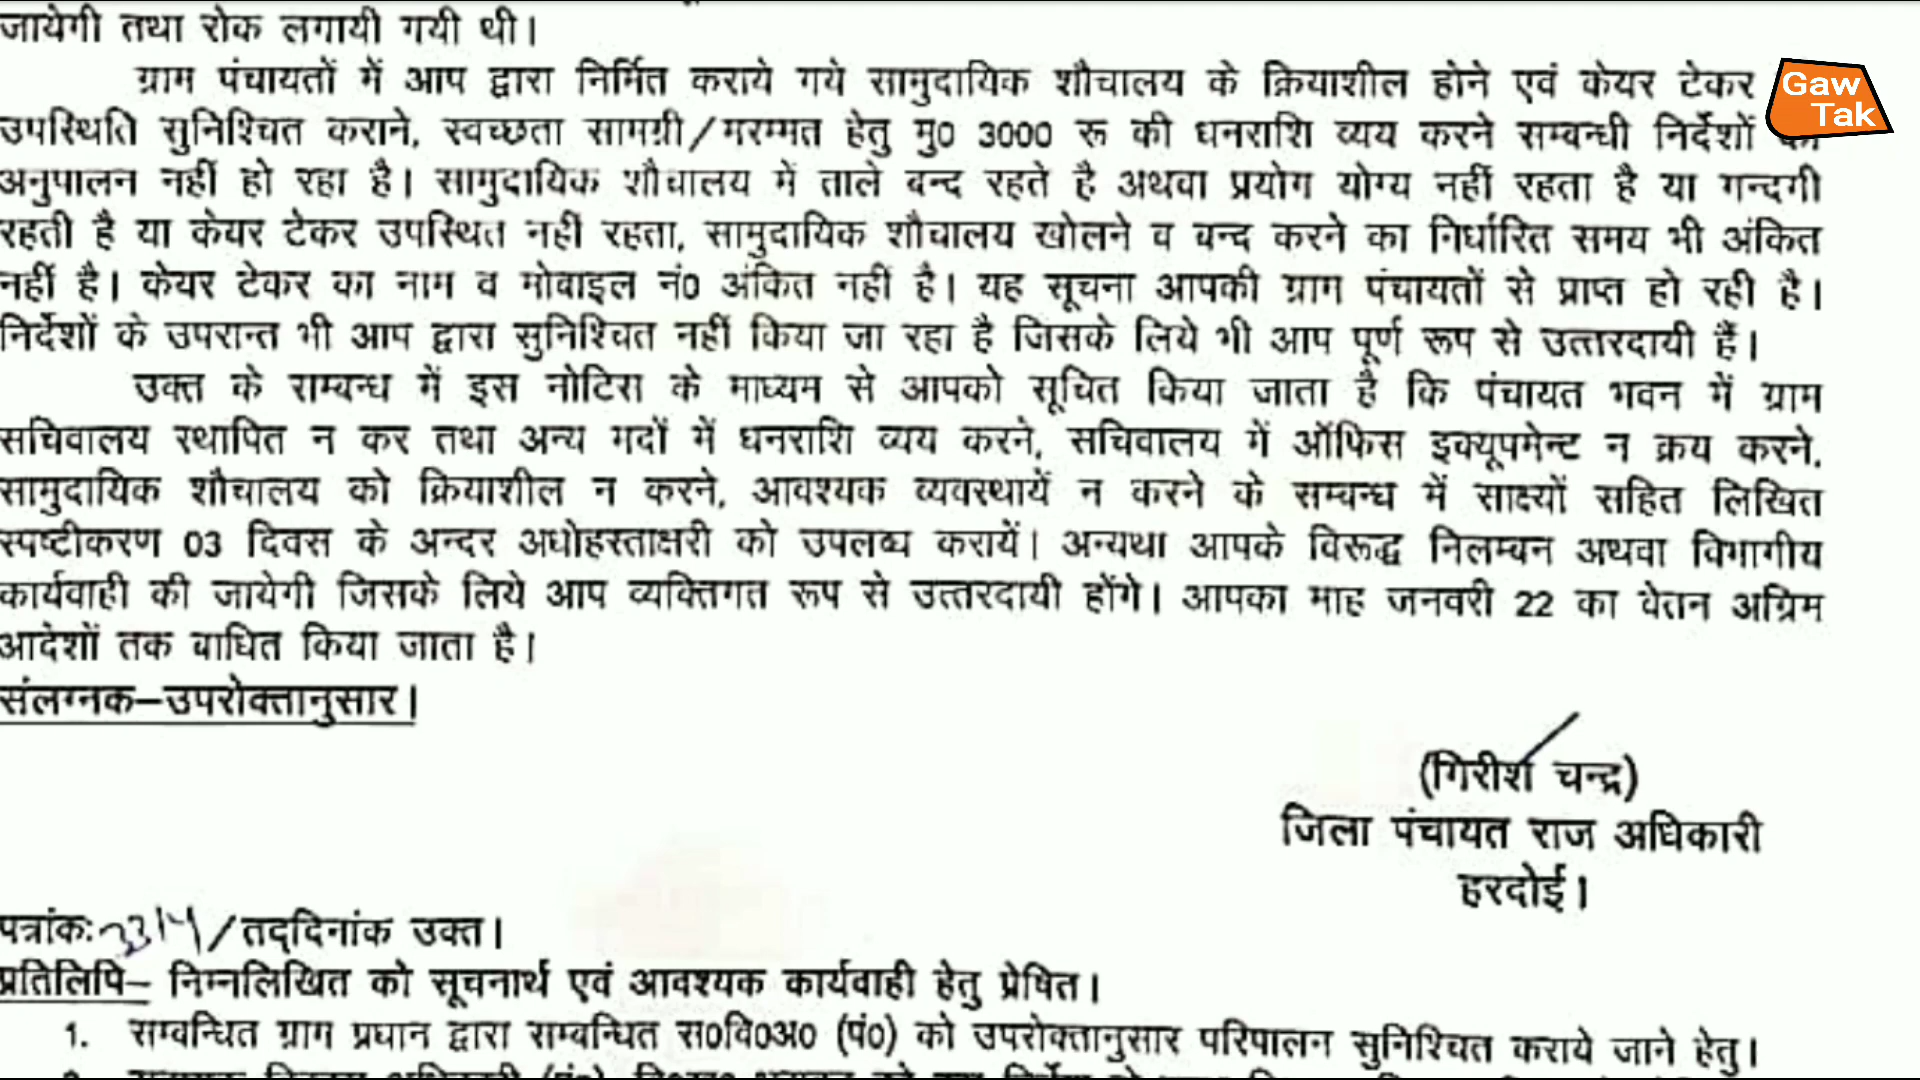 जायेगी तथा रोक लगायी गयी थी।
ग्राम पंचायतों में आप द्वारा निर्मित कराये गये सामुदायिक शौचालय के क्रियाशील होने एवं केयर टेकर
Gaw
Tak
उपस्थिति सुनिश्चित कराने, स्वच्छता सामग्री/मरम्मत हेतु मु0 3000 रू की धनराशि व्यय करने सम्बन्धी निर्देशों
अनुपालन नहीं हो रहा है। सामुदायिक शौचालय में ताले बन्द रहते है अथवा प्रयोग योग्य नहीं रहता है या गन्दगी
रहती है या केयर टेकर उपस्थित नहीं रहता, सामुदायिक शौचालय खोलने व बन्द करने का निर्धारित समय भी अंकित
नहीं है। केयर टेकर का नाम व मोबाइल नं0 अंकित नहीं है। यह सूचना आपकी ग्राम पंचायतों से प्राप्त हो रही है।
निर्देशों के उपरान्त भी आप द्वारा सुनिश्चित नहीं किया जा रहा है जिसके लिये भी आप पूर्ण रूप से उत्तरदायी हैं।
उक्त के सम्बन्ध में इस नोटिस के माध्यम से आपको सूचित किया जाता है कि पंचायत भवन में ग्राम
सचिवालय स्थापित न कर तथा अन्य मदों में धनराशि व्यय करने, सचिवालय में ऑफिस इक्यूपमेन्ट न क्रय करने,
सामुदायिक शौचालय को क्रियाशील न करने, आवश्यक व्यवस्थायें न करने के सम्बन्ध में साक्ष्यों सहित लिखित
स्पष्टीकरण 03 दिवस के अन्दर अधोहस्ताक्षरी को उपलब्ध करायें। अन्यथा आपके विरूद्ध निलम्बन अथवा विभागीय
कार्यवाही की जायेगी जिसके लिये आप व्यक्तिगत रूप से उत्तरदायी होंगे। आपका माह जनवरी 22 का वेतन अग्रिम
आदेशों तक बाधित किया जाता है।
संलग्नक–उपरोक्तानुसार।
(गिरीश चन्द्र)
जिला पंचायत राज अधिकारी
हरदोई।
पत्रांकः /तद्दिनांक उक्त।
प्रतिलिपि– निम्नलिखित को सूचनार्थ एवं आवश्यक कार्यवाही हेतु प्रेषित।
1. सम्बन्धित ग्राम प्रधान द्वारा सम्बन्धित स0वि0अ0 (पं0) को उपरोक्तानुसार परिपालन सुनिश्चित कराये जाने हेतु।